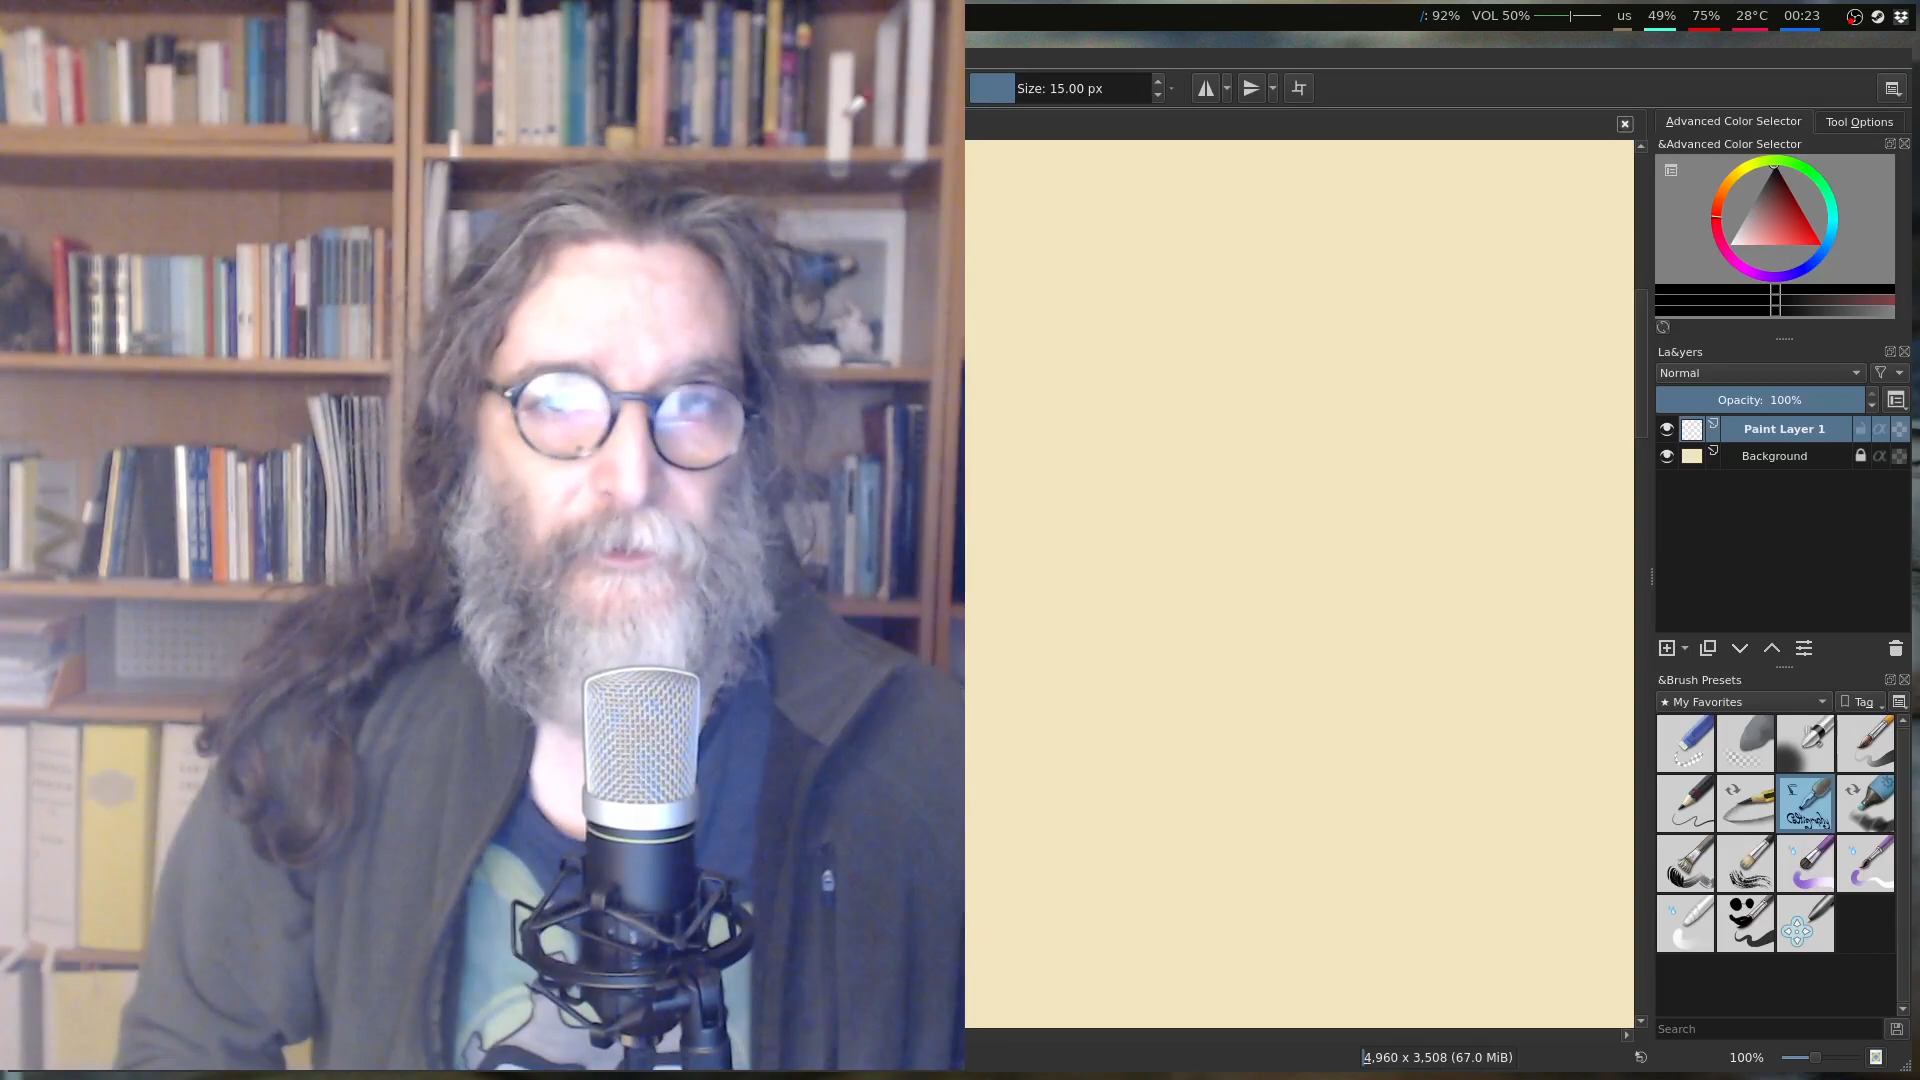 /: 92% VOL 50% us 49% 75% 28°C 00:23
Size: 15.00 px
Advanced Color Selector Tool Options
&Advanced Color Selector
La&yers
Normal
Opacity: 100%
Paint Layer 1
Background
&Brush Presets
★ My Favorites Tag
Calligraphy
Search
4,960 x 3,508 (67.0 MiB) 100%